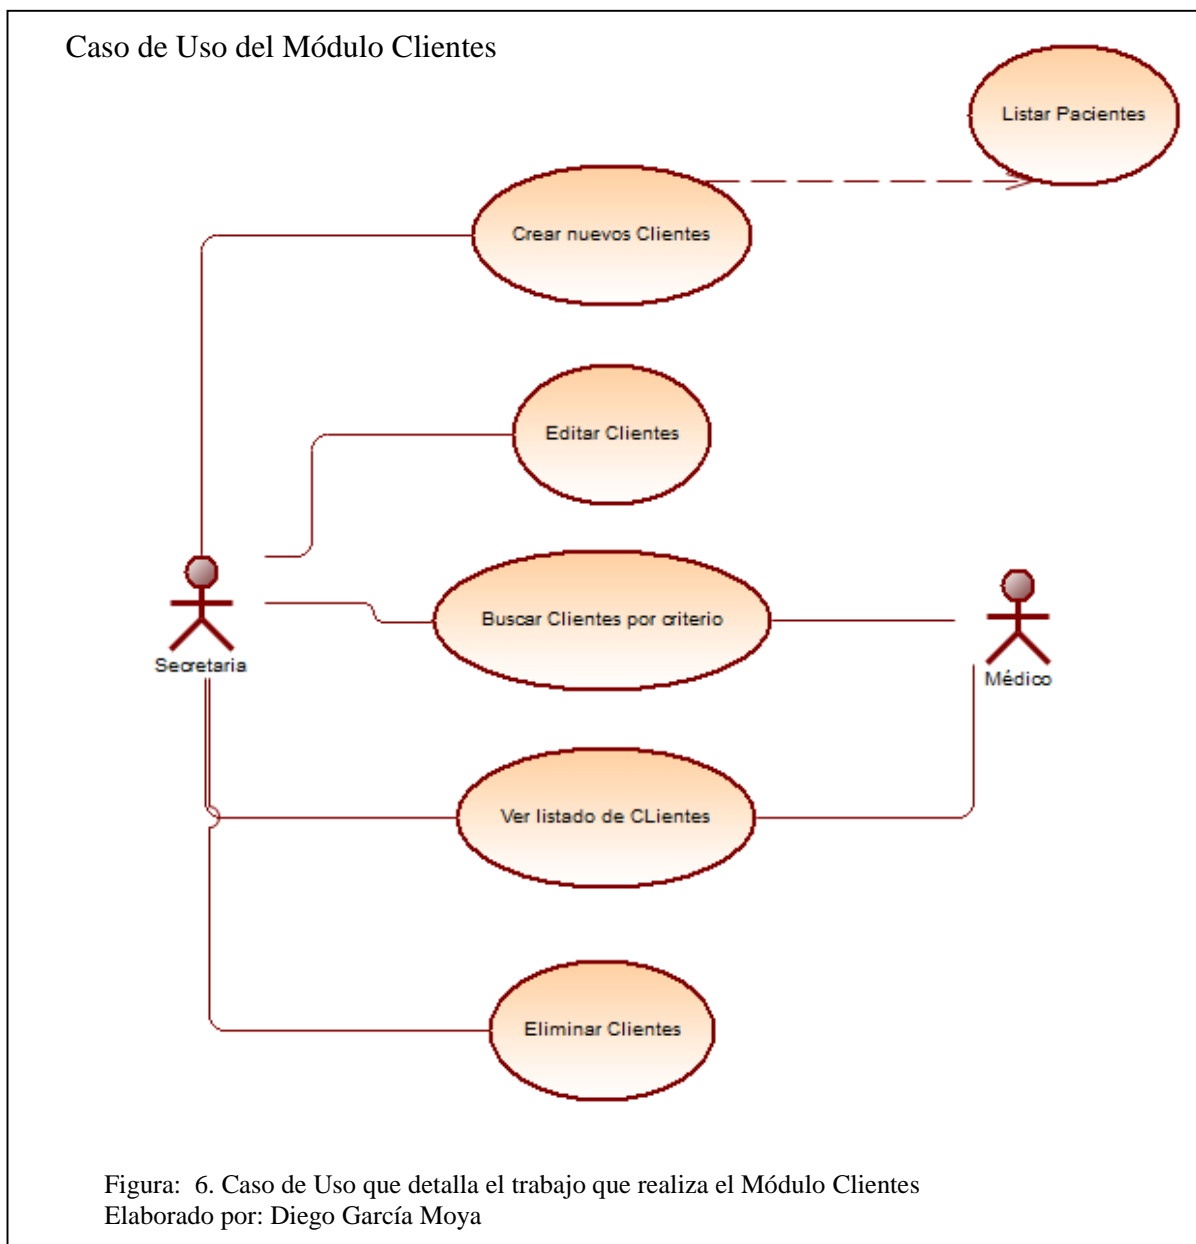 Caso de Uso del Módulo Clientes
Listar Pacientes
Crear nuevos Clientes
Editar Clientes
Buscar Clientes por criterio
Secretaria
Médico
Ver listado de CLientes
Eliminar Clientes
Figura:  6. Caso de Uso que detalla el trabajo que realiza el Módulo Clientes
Elaborado por: Diego García Moya